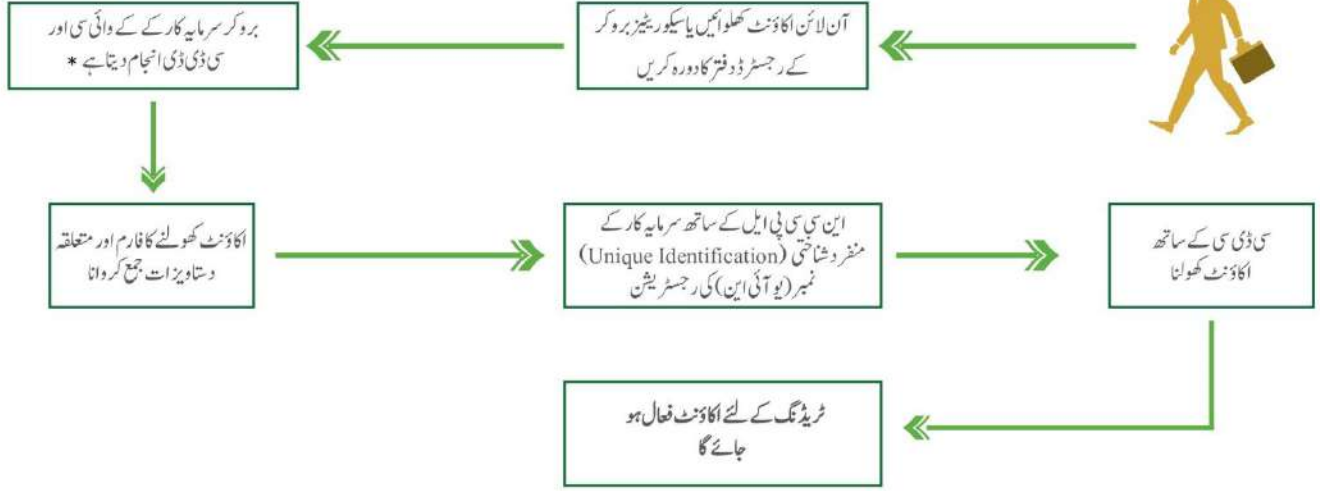 آن لائن اکاؤنٹ کھلوائیں یا سیکوریٹیز بروکر
کے رجسٹرڈ دفتر کا دورہ کریں
بروکر سرمایہ کار کے کے وائی سی اور
سی ڈی ڈی انجام دیتا ہے *
اکاؤنٹ کھولنے کا فارم اور متعلقہ
دستاویزات جمع کروانا
این سی سی پی ایل کے ساتھ سرمایہ کار کے
منفرد شناختی (Unique Identification)
نمبر (یو آئی این) کی رجسٹریشن
سی ڈی سی کے ساتھ
اکاؤنٹ کھولنا
ٹریڈنگ کے لئے اکاؤنٹ فعال ہو
جائے گا